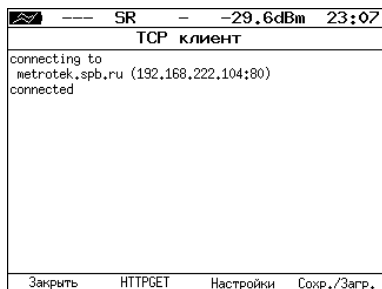 --- SR - -29.6dBm 23:07
TCP клиент
connecting to
metrotek.spb.ru (192.168.222.104:80)
connected
Закрыть HTTPGET Настройки Сохр./Загр.